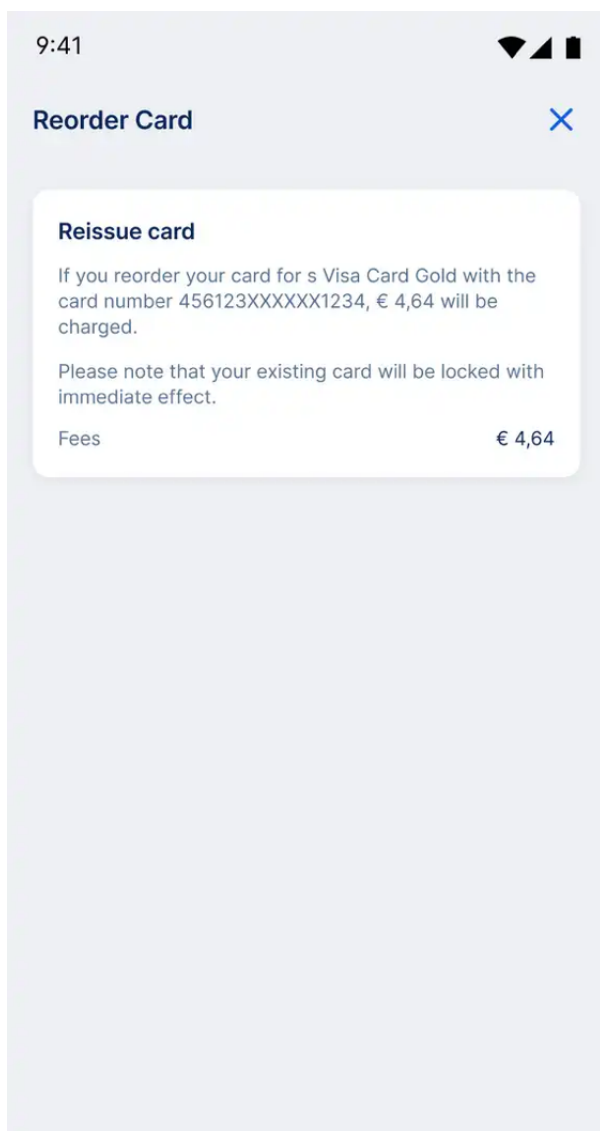 9:41
Reorder Card
Reissue card
If you reorder your card for s Visa Card Gold with the
card number 456123XXXXXX1234, € 4,64 will be
charged.
Please note that your existing card will be locked with
immediate effect.
Fees € 4,64